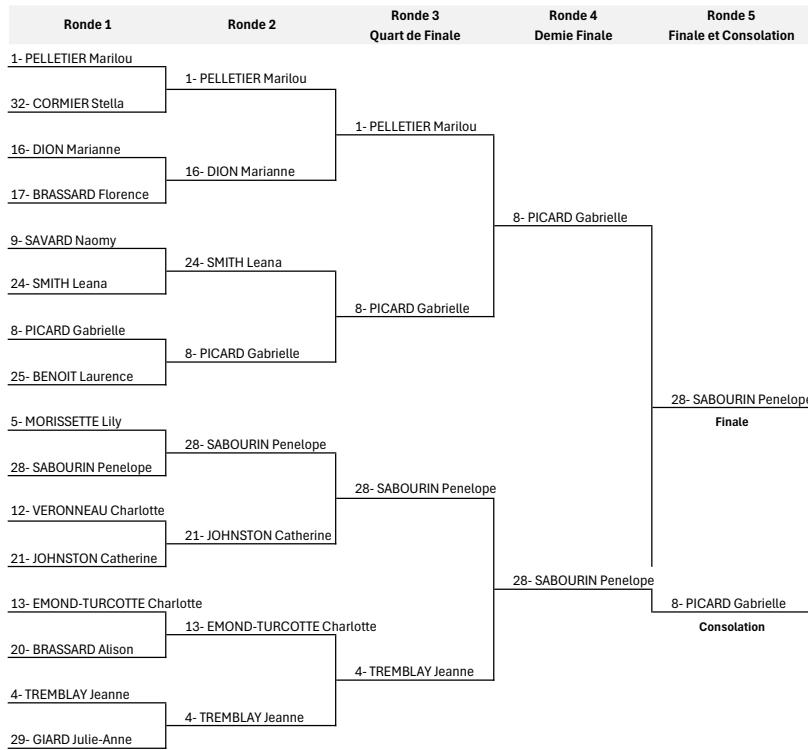 Ronde 1
Ronde 2
Ronde 3
Quart de Finale
Ronde 4
Demie Finale
Ronde 5
Finale et Consolation
1- PELLETIER Marilou
32- CORMIER Stella
16- DION Marianne
17- BRASSARD Florence
9- SAVARD Naomy
24- SMITH Leana
8- PICARD Gabrielle
25- BENOIT Laurence
5- MORISSETTE Lily
28- SABOURIN Penelope
12- VERONNEAU Charlotte
21- JOHNSTON Catherine
13- EMOND-TURCOTTE Charlotte
20- BRASSARD Alison
4- TREMBLAY Jeanne
29- GIARD Julie-Anne
1- PELLETIER Marilou
16- DION Marianne
24- SMITH Leana
8- PICARD Gabrielle
28- SABOURIN Penelope
21- JOHNSTON Catherine
13- EMOND-TURCOTTE Charlotte
4- TREMBLAY Jeanne
1- PELLETIER Marilou
8- PICARD Gabrielle
28- SABOURIN Penelope
4- TREMBLAY Jeanne
8- PICARD Gabrielle
28- SABOURIN Penelope
28- SABOURIN Penelope
Finale
8- PICARD Gabrielle
Consolation